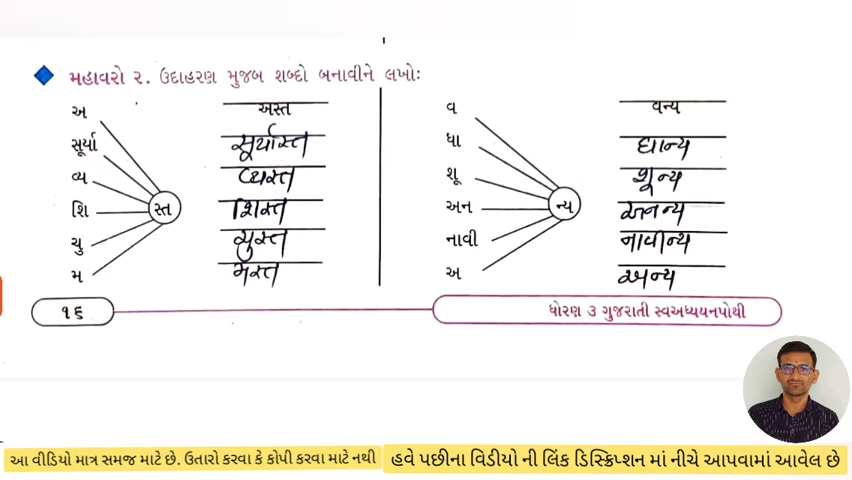 મહાવરો ૨. ઉદાહરણ મુજબ શબ્દો બનાવીને લખોઃ
અ
સૂર્યા
વ્ય
શિ
ચુ
મ
સ્ત
અસ્ત
સૂર્યાસ્ત
વ્યસ્ત
શિસ્ત
ચુસ્ત
મસ્ત
વ
ધા
શૂ
અન
નાવી
અ
ન્ય
વન્ય
ધાન્ય
શૂન્ય
અનન્ય
નાવીન્ય
અન્ય
૧૬
ધોરણ ૩ ગુજરાતી સ્વઅધ્યયનપોથી
આ વીડિયો માત્ર સમજ માટે છે. ઉતારો કરવા કે કોપી કરવા માટે નથી
હવે પછીના વિડીયો ની લિંક ડિસ્ક્રિપ્શન માં નીચે આપવામાં આવેલ છે